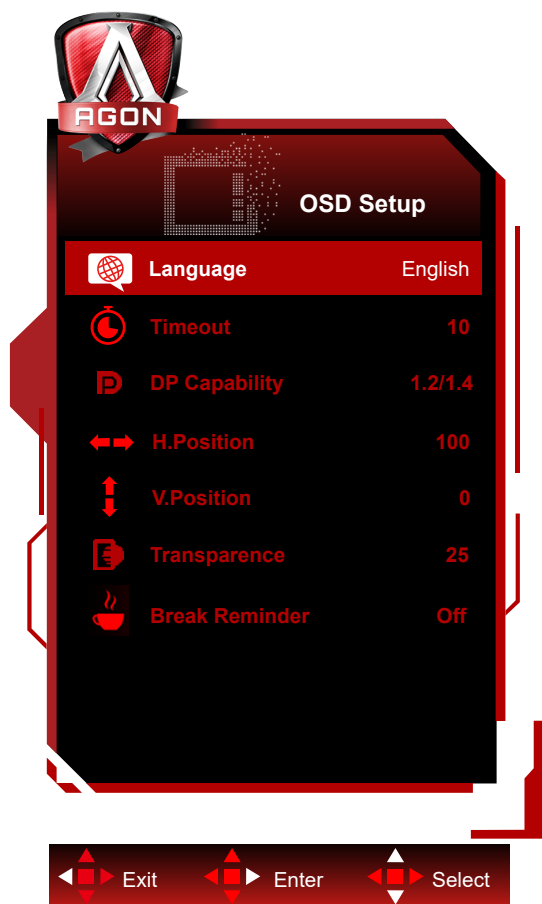 AGON
OSD Setup
Language English
Timeout 10
DP Capability 1.2/1.4
H.Position 100
V.Position 0
Transparence 25
Break Reminder Off
Exit Enter Select